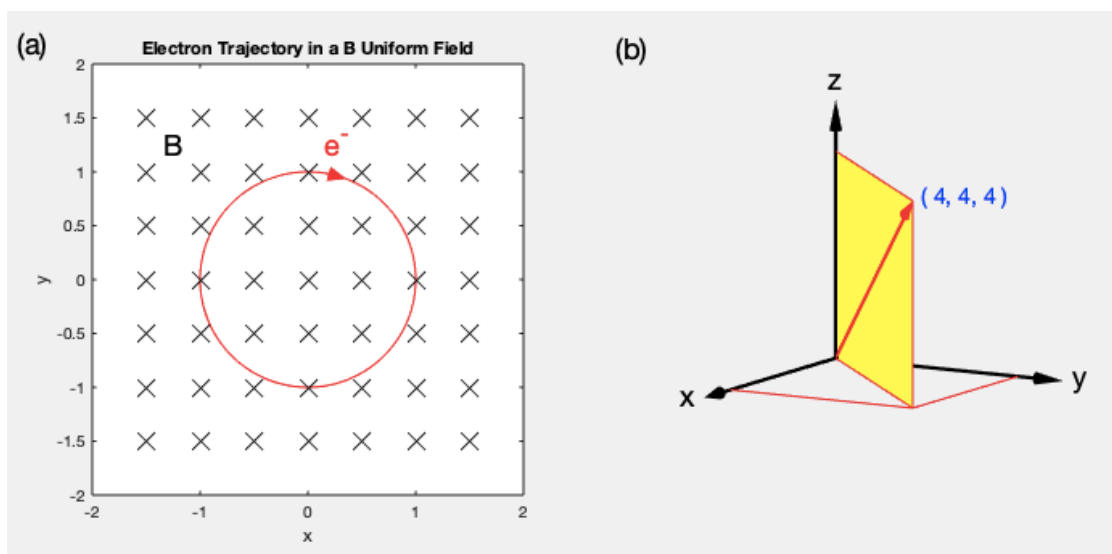 (a)
Electron Trajectory in a B Uniform Field
2
1.5
1
0.5
0
-0.5
-1
-1.5
-2
y
B
e⁻
-2 -1 0 1 2
x
(b)
z
( 4, 4, 4 )
x
y